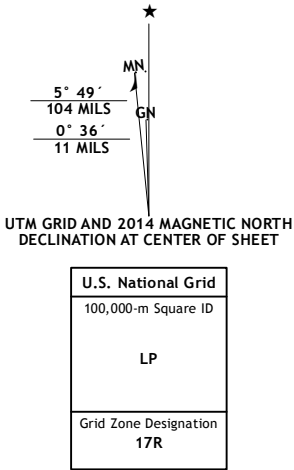 MN.
GN
5° 49´
104 MILS
0° 36´
11 MILS
UTM GRID AND 2014 MAGNETIC NORTH
DECLINATION AT CENTER OF SHEET
U.S. National Grid
100,000-m Square ID
LP
Grid Zone Designation
17R